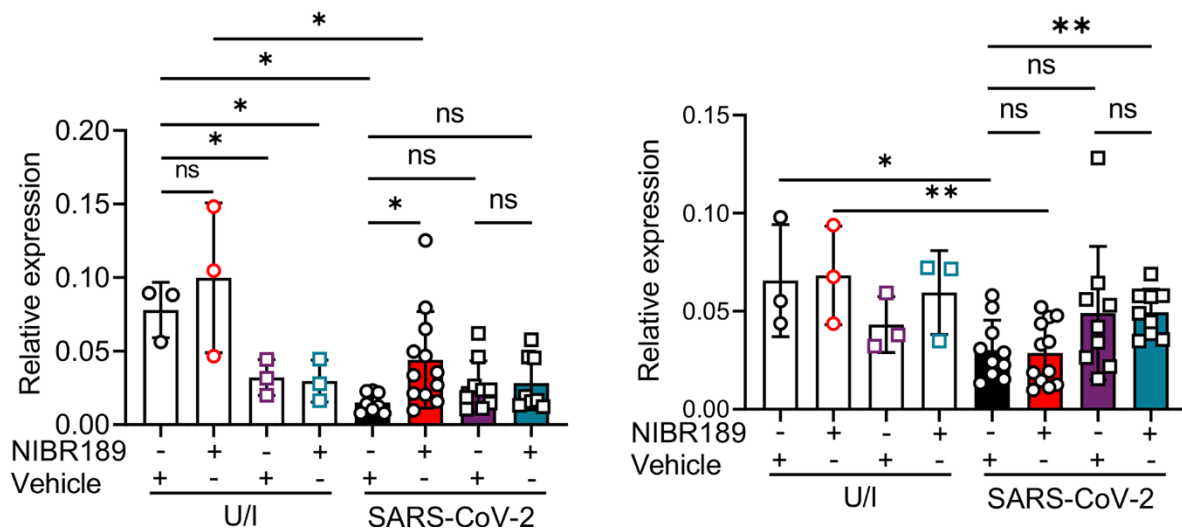 *
*
*
*
ns
ns
ns
*
ns
Relative expression
0.20
0.15
0.10
0.05
0.00
NIBR189 - + - + - + - +
Vehicle + - + - + - + -
U/I SARS-CoV-2
**
ns
ns ns
*
**
Relative expression
0.15
0.10
0.05
0.00
NIBR189 - + - + - + - +
Vehicle + - + - + - + -
U/I SARS-CoV-2